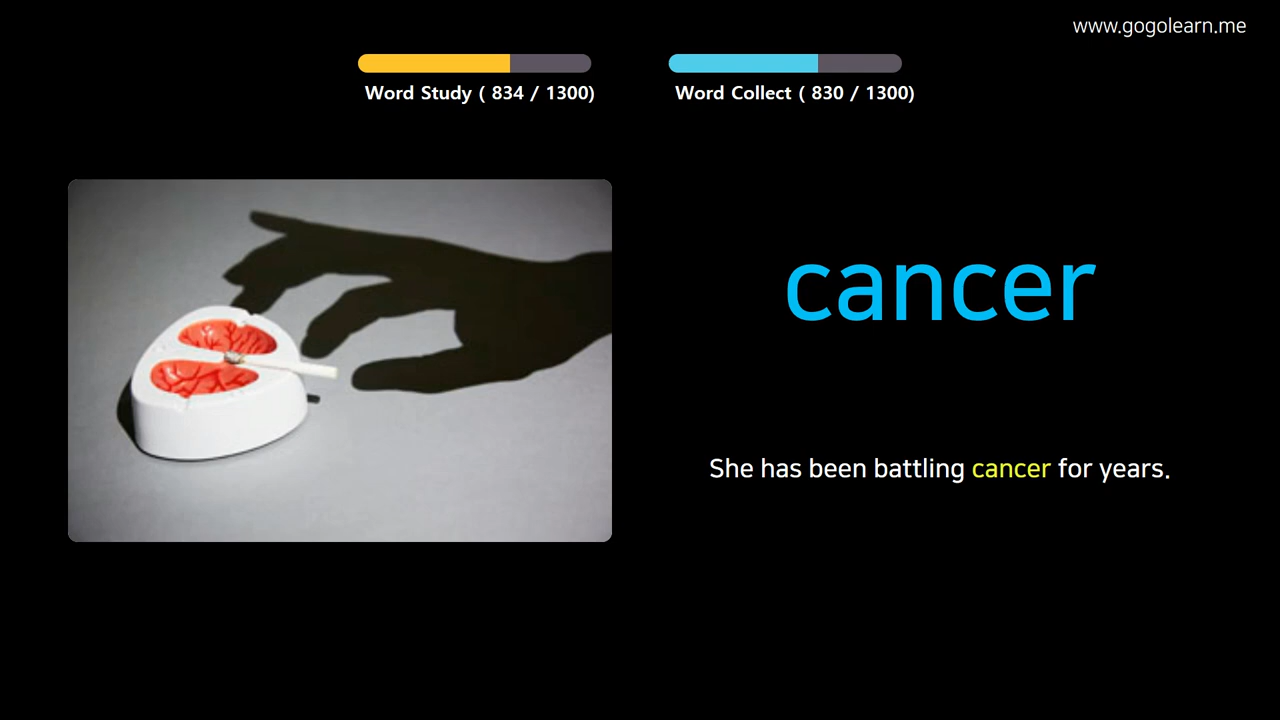 www.gogolearn.me
Word Study ( 834 / 1300)
Word Collect ( 830 / 1300)
cancer
She has been battling cancer for years.